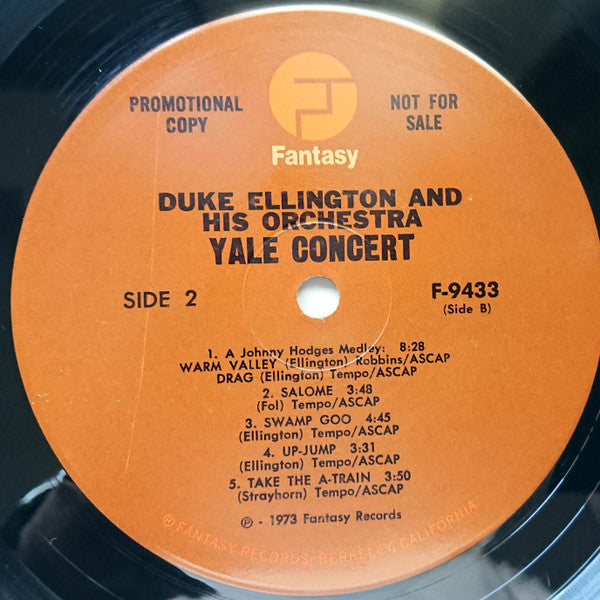 PROMOTIONAL COPY
NOT FOR SALE
Fantasy
DUKE ELLINGTON AND
HIS ORCHESTRA
YALE CONCERT
SIDE 2
F-9433
(Side B)
1. A Johnny Hodges Medley: 8:28
WARM VALLEY (Ellington) Robbins/ASCAP
DRAG (Ellington) Tempo/ASCAP
2. SALOME 3:48
(Fol) Tempo/ASCAP
3. SWAMP GOO 4:45
(Ellington) Tempo/ASCAP
4. UP-JUMP 3:31
(Ellington) Tempo/ASCAP
5. TAKE THE A-TRAIN 3:50
(Strayhorn) Tempo/ASCAP
℗ - 1973 Fantasy Records
® FANTASY RECORDS, BERKELEY, CALIFORNIA